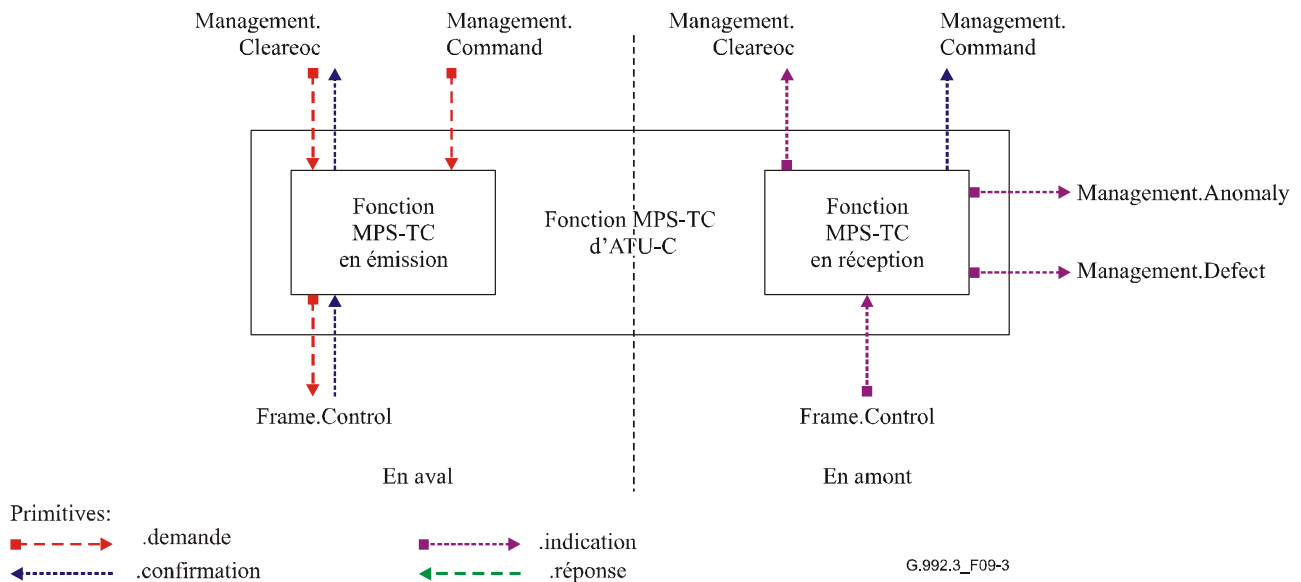 Management.
Cleareoc
Management.
Command
Management.
Cleareoc
Management.
Command
Fonction
MPS-TC
en émission
Fonction MPS-TC
d'ATU-C
Fonction
MPS-TC
en réception
Management.Anomaly
Management.Defect
Frame.Control
Frame.Control
En aval
En amont
Primitives:
.demande
.indication
.confirmation
.réponse
G.992.3_F09-3